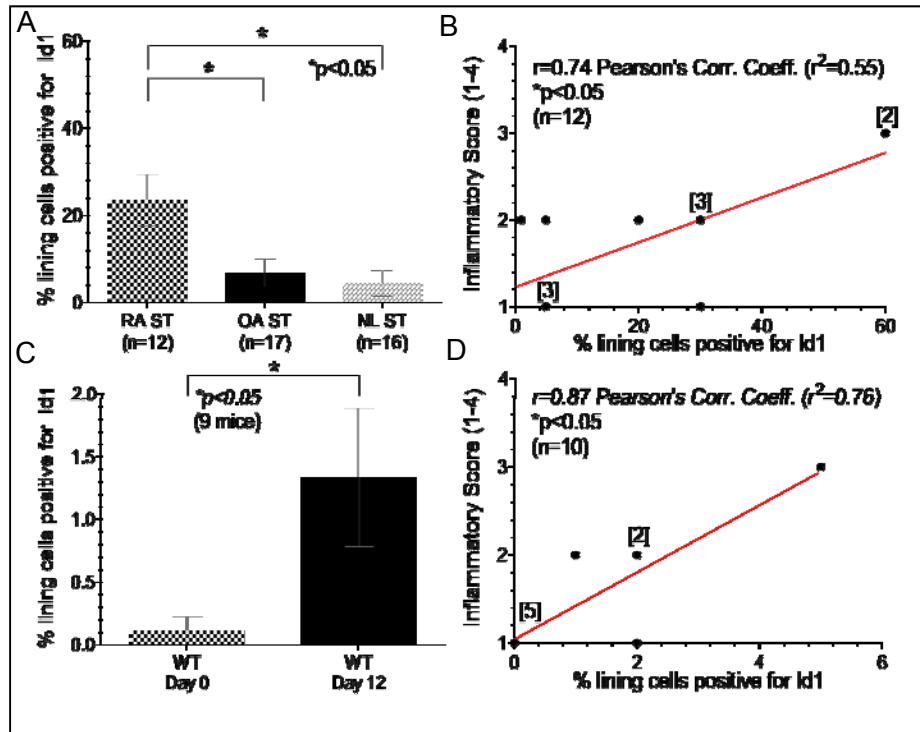 A
% lining cells positive for Id1
60
40
20
0
*
*
*p<0.05
RA ST
(n=12)
OA ST
(n=17)
NL ST
(n=16)
B
Inflammatory Score (1-4)
4
3
2
1
r=0.74 Pearson's Corr. Coeff. (r²=0.55)
*p<0.05
(n=12)
[2]
[3]
[3]
0
20
40
60
% lining cells positive for Id1
C
% lining cells positive for Id1
2.0
1.5
1.0
0.5
0.0
*
*p<0.05
(9 mice)
WT
Day 0
WT
Day 12
D
Inflammatory Score (1-4)
4
3
2
1
r=0.87 Pearson's Corr. Coeff. (r²=0.76)
*p<0.05
(n=10)
[2]
[5]
0
2
4
6
% lining cells positive for Id1